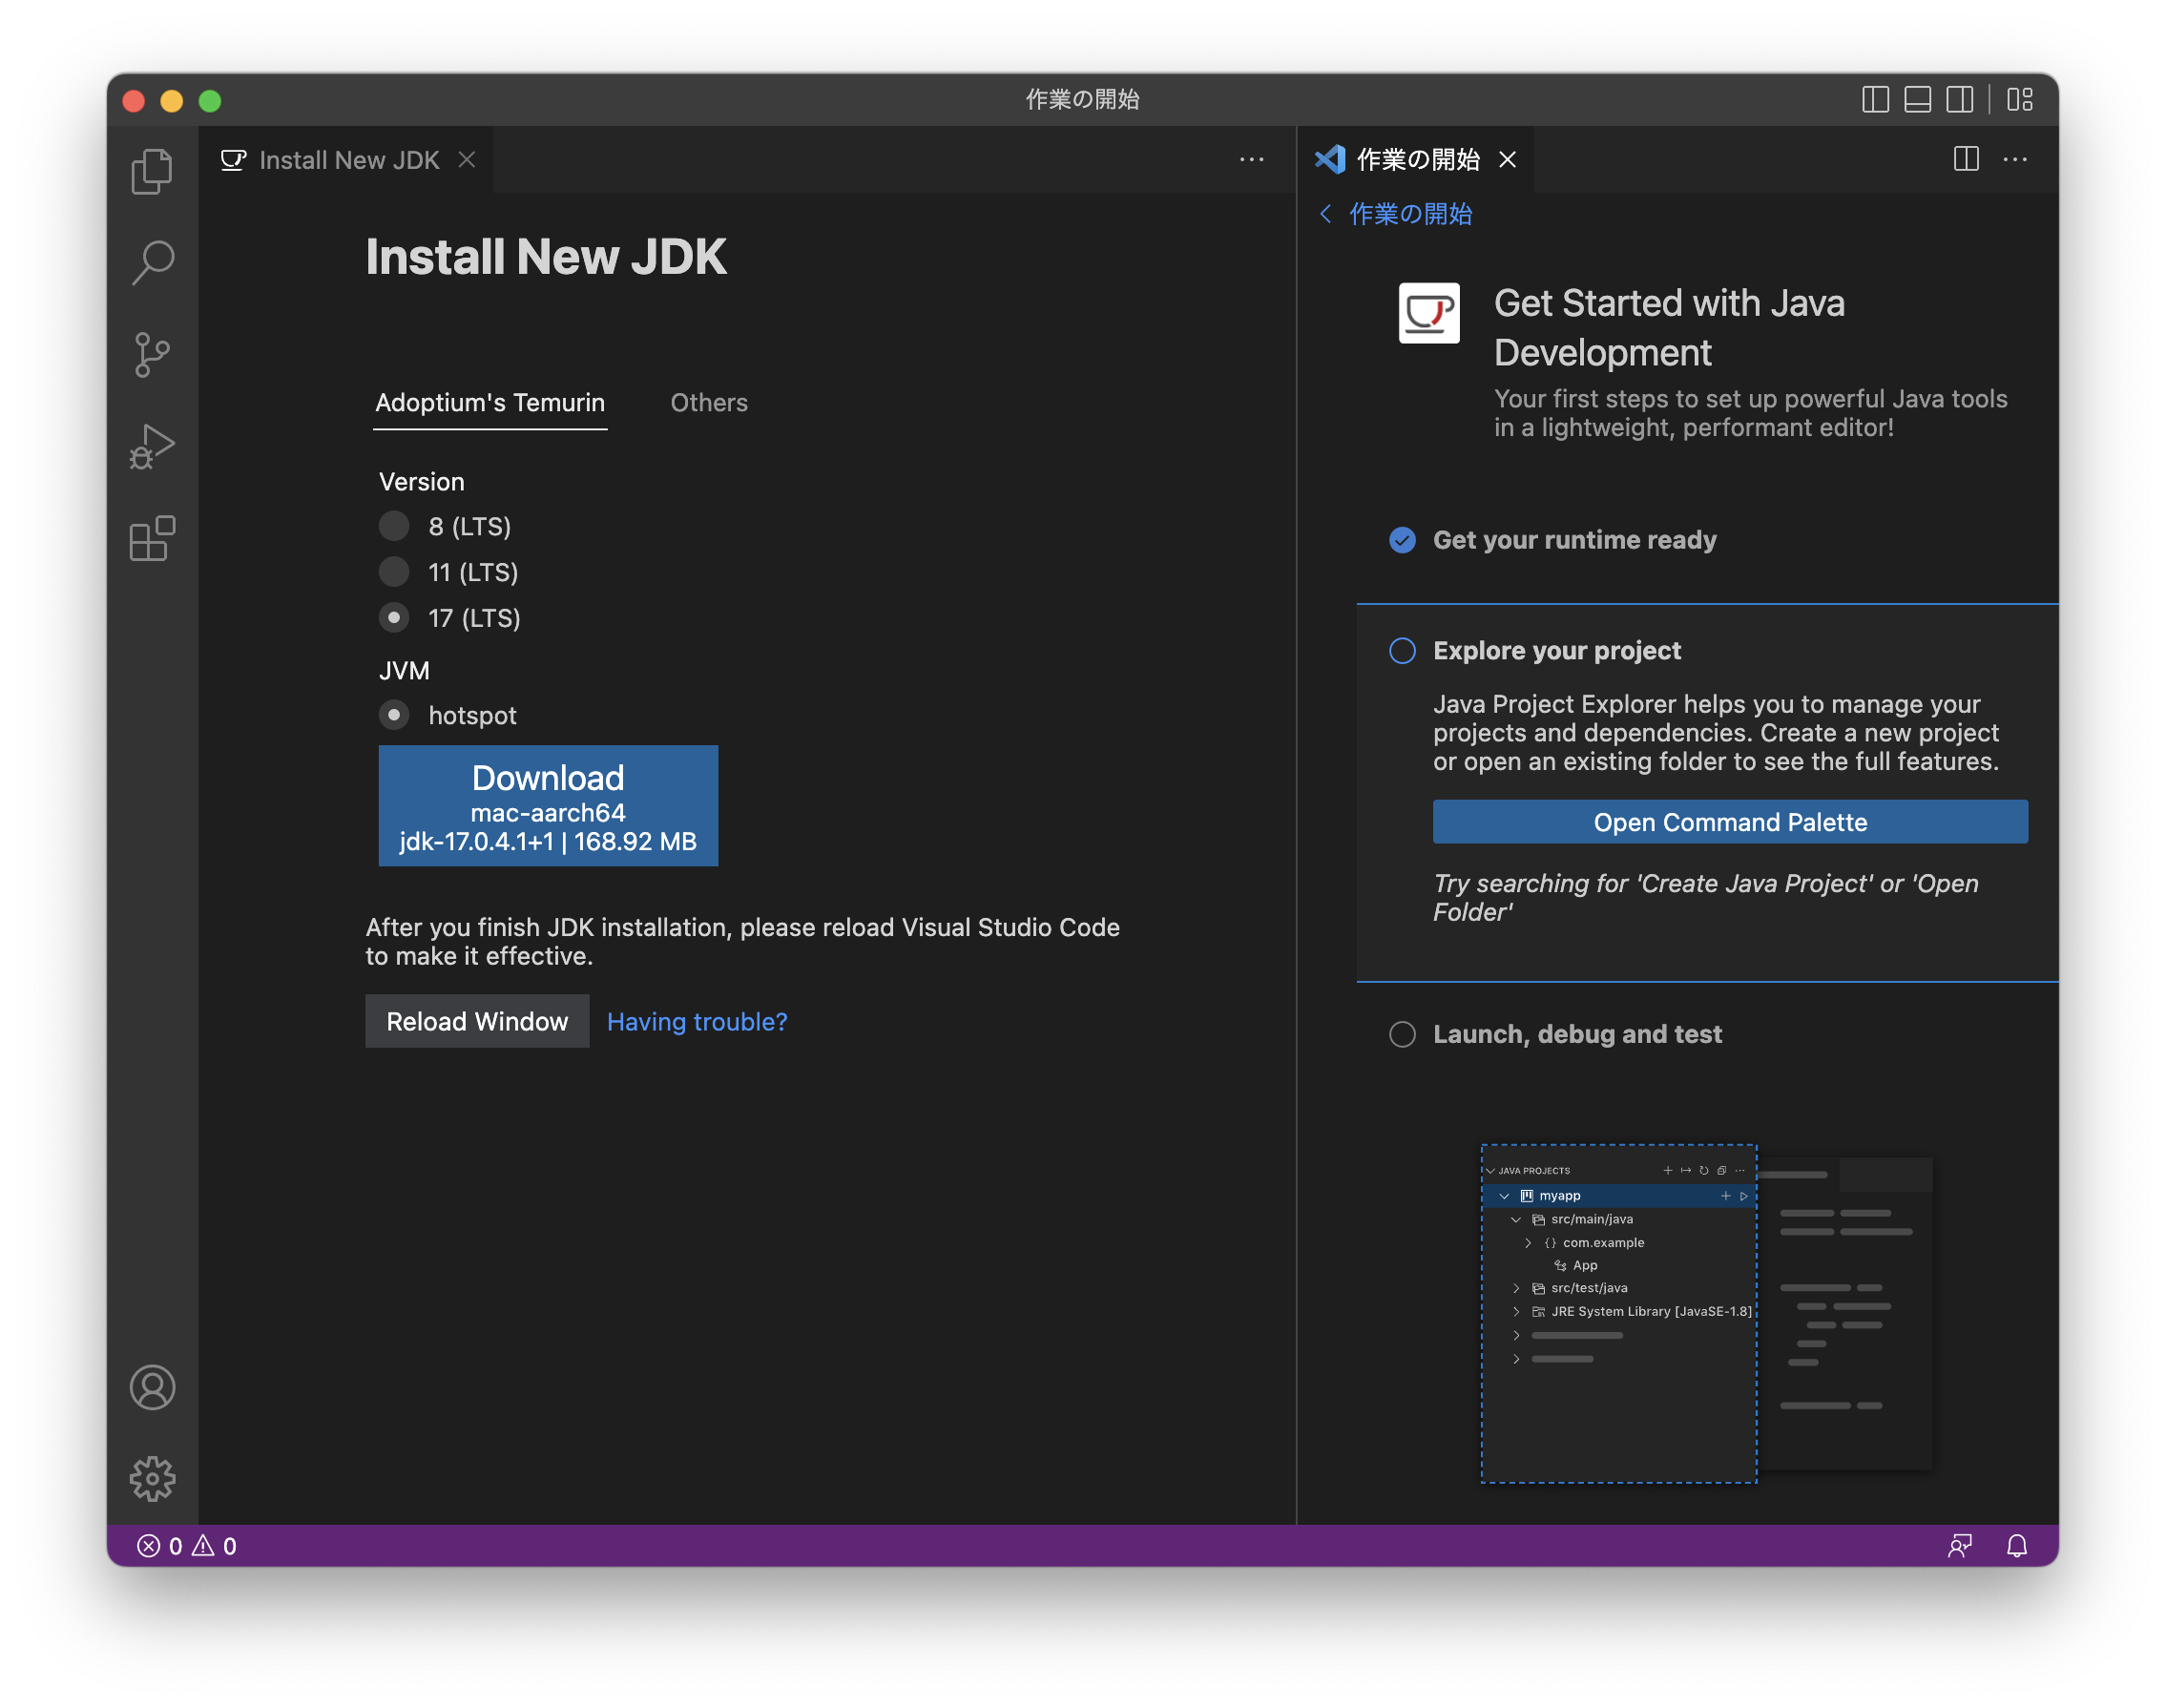 作業の開始
Install New JDK
Install New JDK
Adoptium's Temurin
Others
Version
8 (LTS)
11 (LTS)
17 (LTS)
JVM
hotspot
Download
mac-aarch64
jdk-17.0.4.1+1 | 168.92 MB
After you finish JDK installation, please reload Visual Studio Code
to make it effective.
Reload Window
Having trouble?
作業の開始
作業の開始
Get Started with Java
Development
Your first steps to set up powerful Java tools
in a lightweight, performant editor!
Get your runtime ready
Explore your project
Java Project Explorer helps you to manage your
projects and dependencies. Create a new project
or open an existing folder to see the full features.
Open Command Palette
Try searching for 'Create Java Project' or 'Open
Folder'
Launch, debug and test
JAVA PROJECTS
myapp
src/main/java
{} com.example
App
src/test/java
JRE System Library [JavaSE-1.8]
0 0